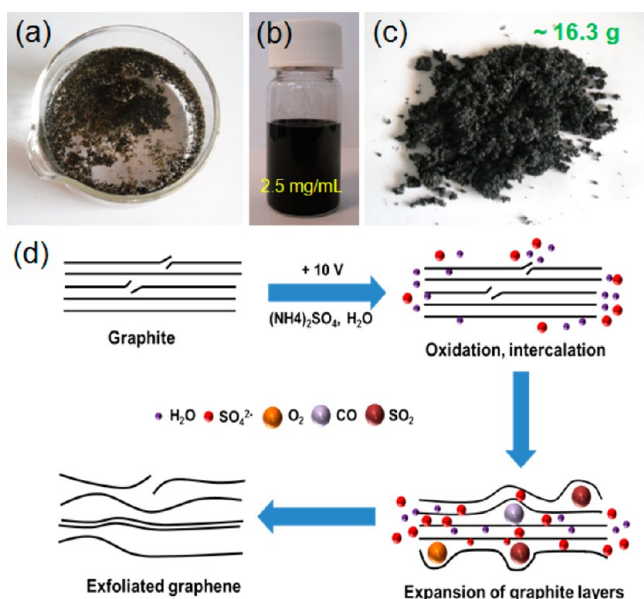 (a)
(b)
(c)
~ 16.3 g
2.5 mg/mL
(d)
+ 10 V
(NH4)₂SO₄, H₂O
Graphite
Oxidation, intercalation
H₂O SO₄²⁻ O₂ CO SO₂
Exfoliated graphene
Expansion of graphite layers